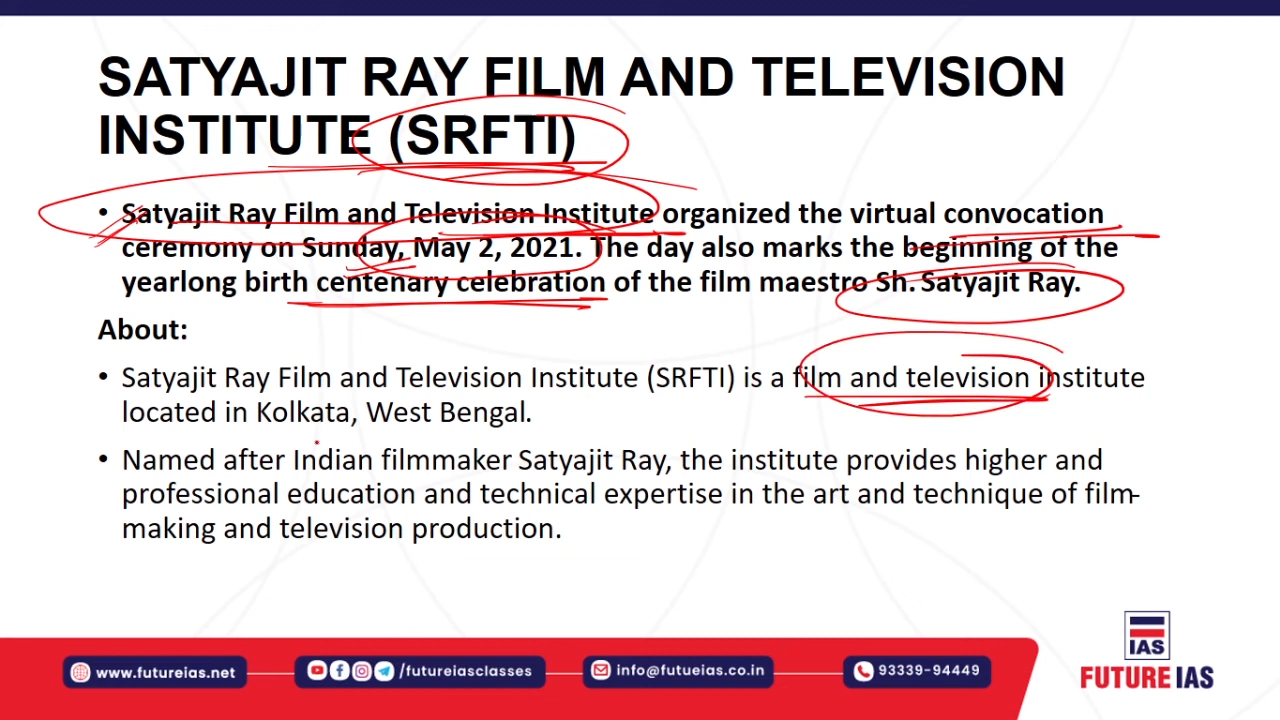 SATYAJIT RAY FILM AND TELEVISION
INSTITUTE (SRFTI)
• Satyajit Ray Film and Television Institute organized the virtual convocation
ceremony on Sunday, May 2, 2021. The day also marks the beginning of the
yearlong birth centenary celebration of the film maestro Sh. Satyajit Ray.
About:
• Satyajit Ray Film and Television Institute (SRFTI) is a film and television institute
located in Kolkata, West Bengal.
• Named after Indian filmmaker Satyajit Ray, the institute provides higher and
professional education and technical expertise in the art and technique of film-
making and television production.
www.futureias.net
/futureiasclasses
info@futueias.co.in
93339-94449
IAS
FUTURE IAS